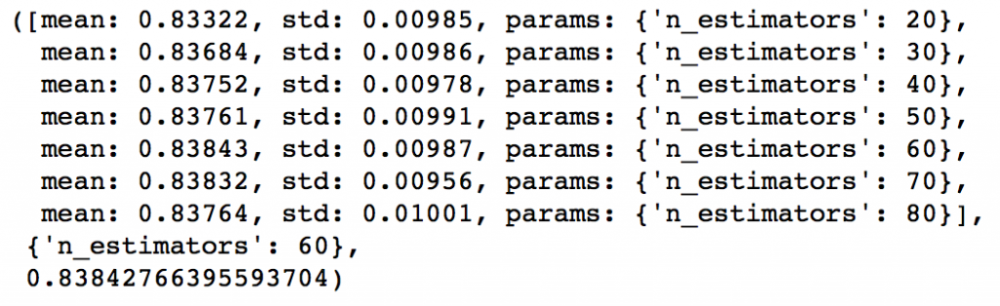 ([mean: 0.83322, std: 0.00985, params: {'n_estimators': 20},
mean: 0.83684, std: 0.00986, params: {'n_estimators': 30},
mean: 0.83752, std: 0.00978, params: {'n_estimators': 40},
mean: 0.83761, std: 0.00991, params: {'n_estimators': 50},
mean: 0.83843, std: 0.00987, params: {'n_estimators': 60},
mean: 0.83832, std: 0.00956, params: {'n_estimators': 70},
mean: 0.83764, std: 0.01001, params: {'n_estimators': 80}],
{'n_estimators': 60},
0.83842766395593704)